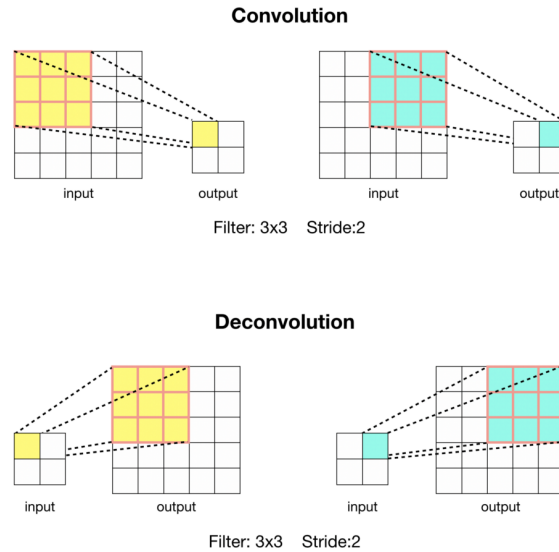 Convolution
input
output
input
output
Filter: 3x3 Stride:2
Deconvolution
input
output
input
output
Filter: 3x3 Stride:2